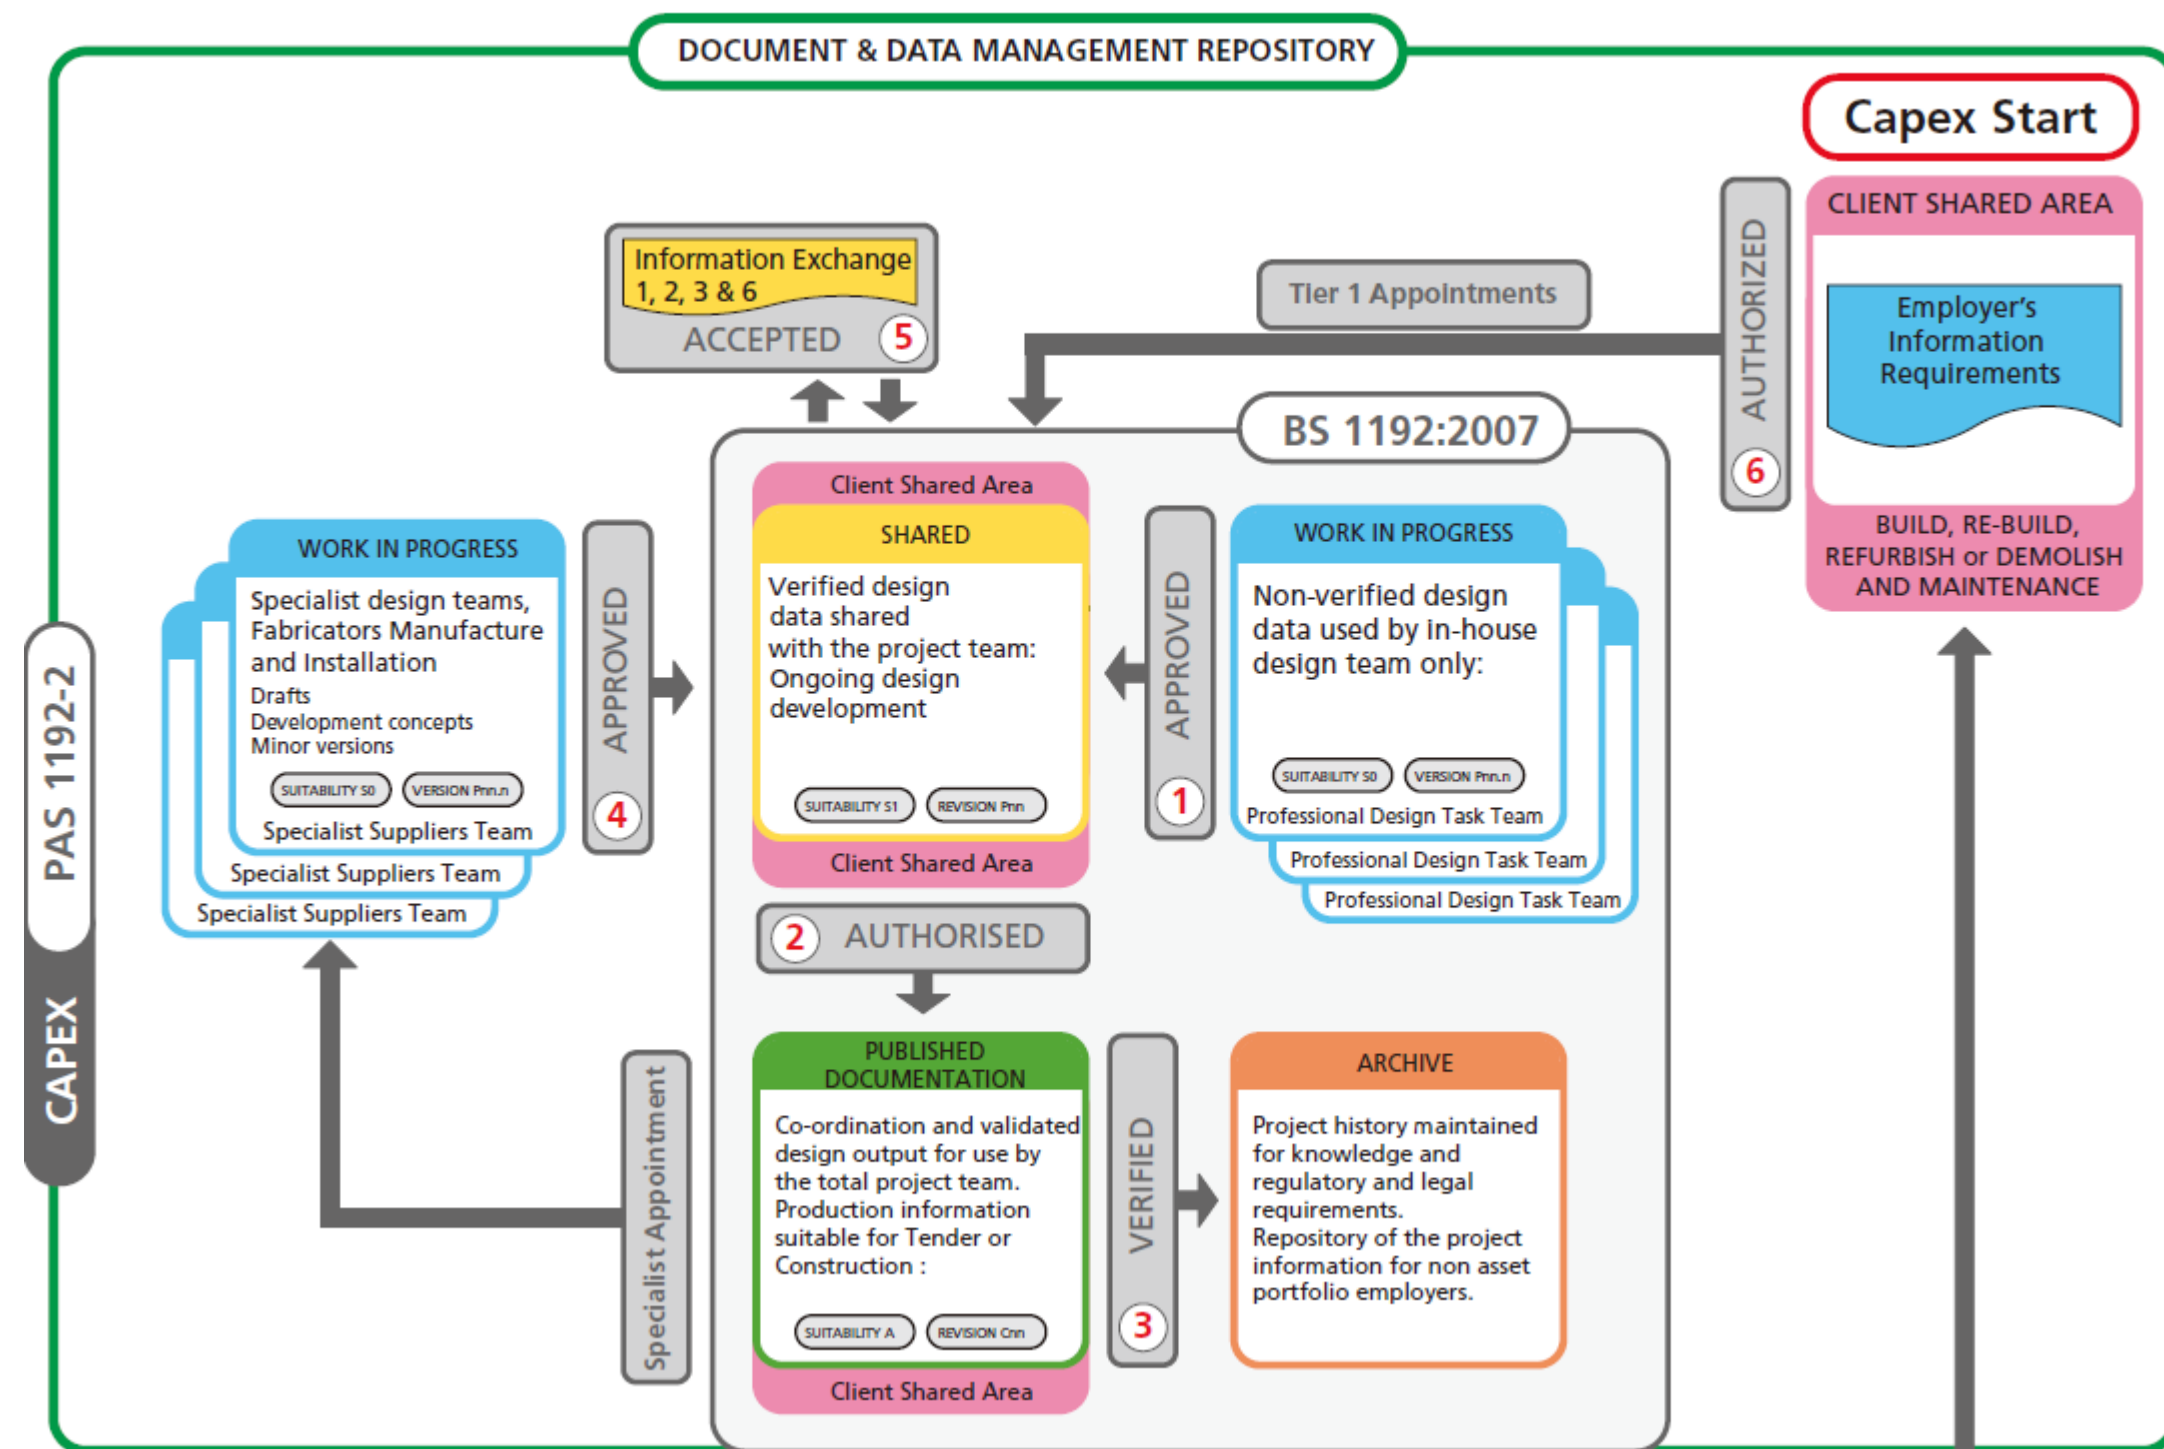 DOCUMENT & DATA MANAGEMENT REPOSITORY
Capex Start
CLIENT SHARED AREA
Employer's
Information
Requirements
BUILD, RE-BUILD,
REFURBISH or DEMOLISH
AND MAINTENANCE
AUTHORIZED
6
Tier 1 Appointments
Information Exchange
1, 2, 3 & 6
ACCEPTED
5
BS 1192:2007
PAS 1192-2
CAPEX
WORK IN PROGRESS
Specialist design teams,
Fabricators Manufacture
and Installation
Drafts
Development concepts
Minor versions
SUITABILITY S0
VERSION Pnn.n
Specialist Suppliers Team
Specialist Suppliers Team
Specialist Suppliers Team
APPROVED
4
Client Shared Area
SHARED
Verified design
data shared
with the project team:
Ongoing design
development
SUITABILITY S1
REVISION Pnn
Client Shared Area
APPROVED
1
WORK IN PROGRESS
Non-verified design
data used by in-house
design team only:
SUITABILITY S0
VERSION Pnn.n
Professional Design Task Team
Professional Design Task Team
Professional Design Task Team
2
AUTHORISED
Specialist Appointment
PUBLISHED
DOCUMENTATION
Co-ordination and validated
design output for use by
the total project team.
Production information
suitable for Tender or
Construction :
SUITABILITY A
REVISION Cnn
Client Shared Area
VERIFIED
3
ARCHIVE
Project history maintained
for knowledge and
regulatory and legal
requirements.
Repository of the project
information for non asset
portfolio employers.